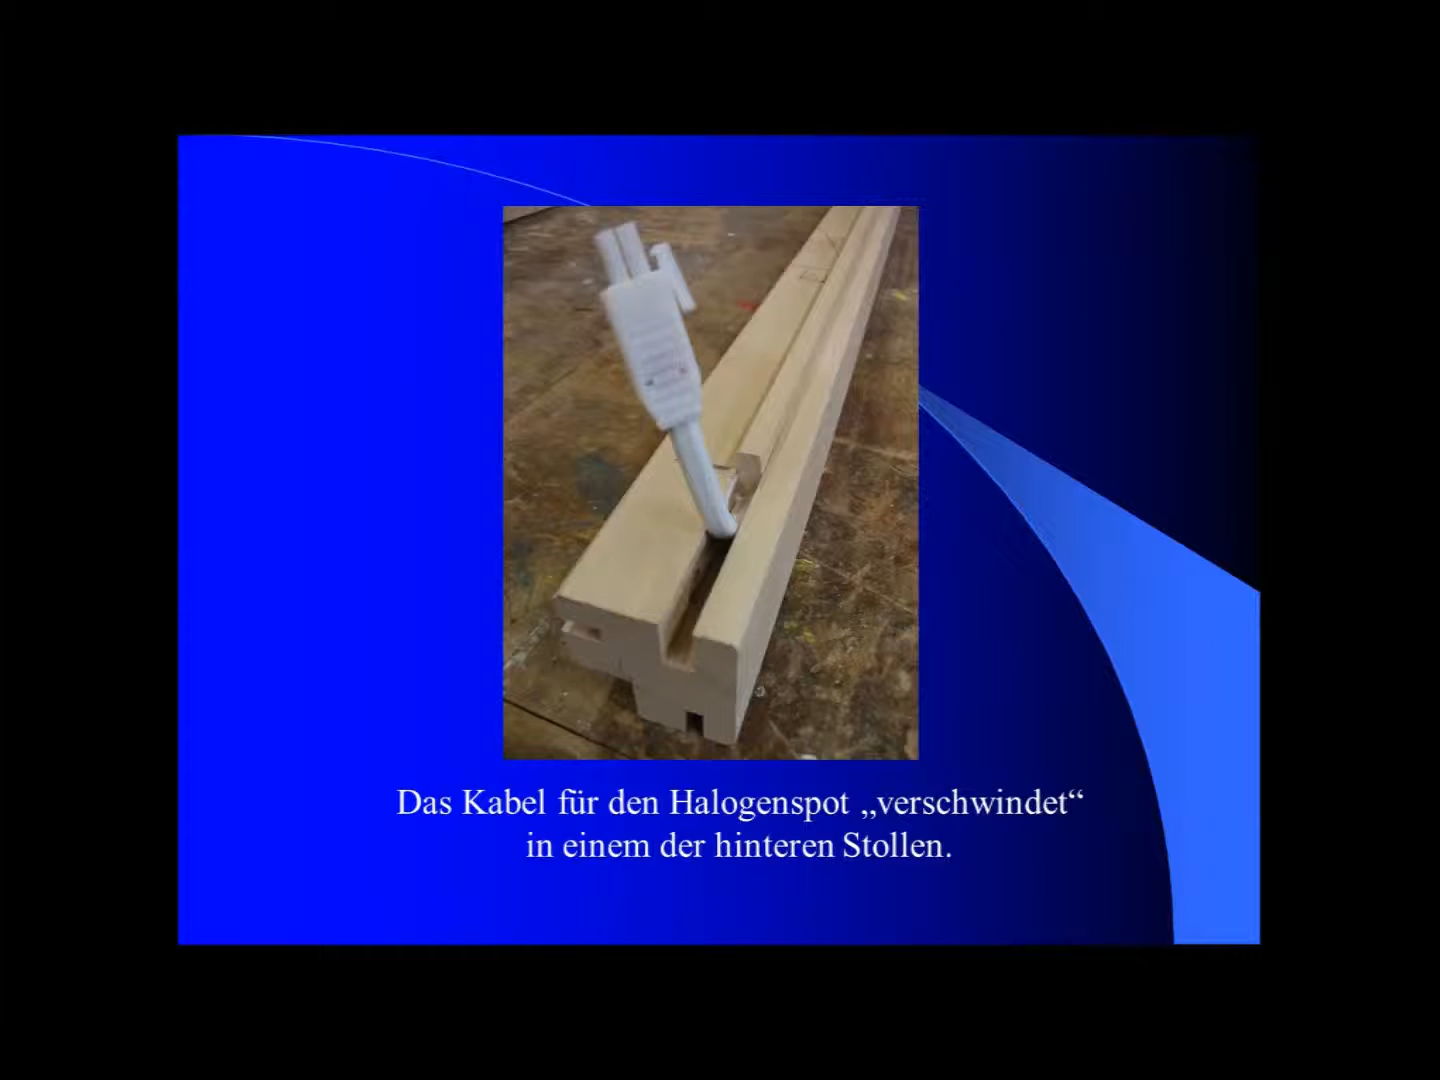 Das Kabel für den Halogenspot „verschwindet“
in einem der hinteren Stollen.